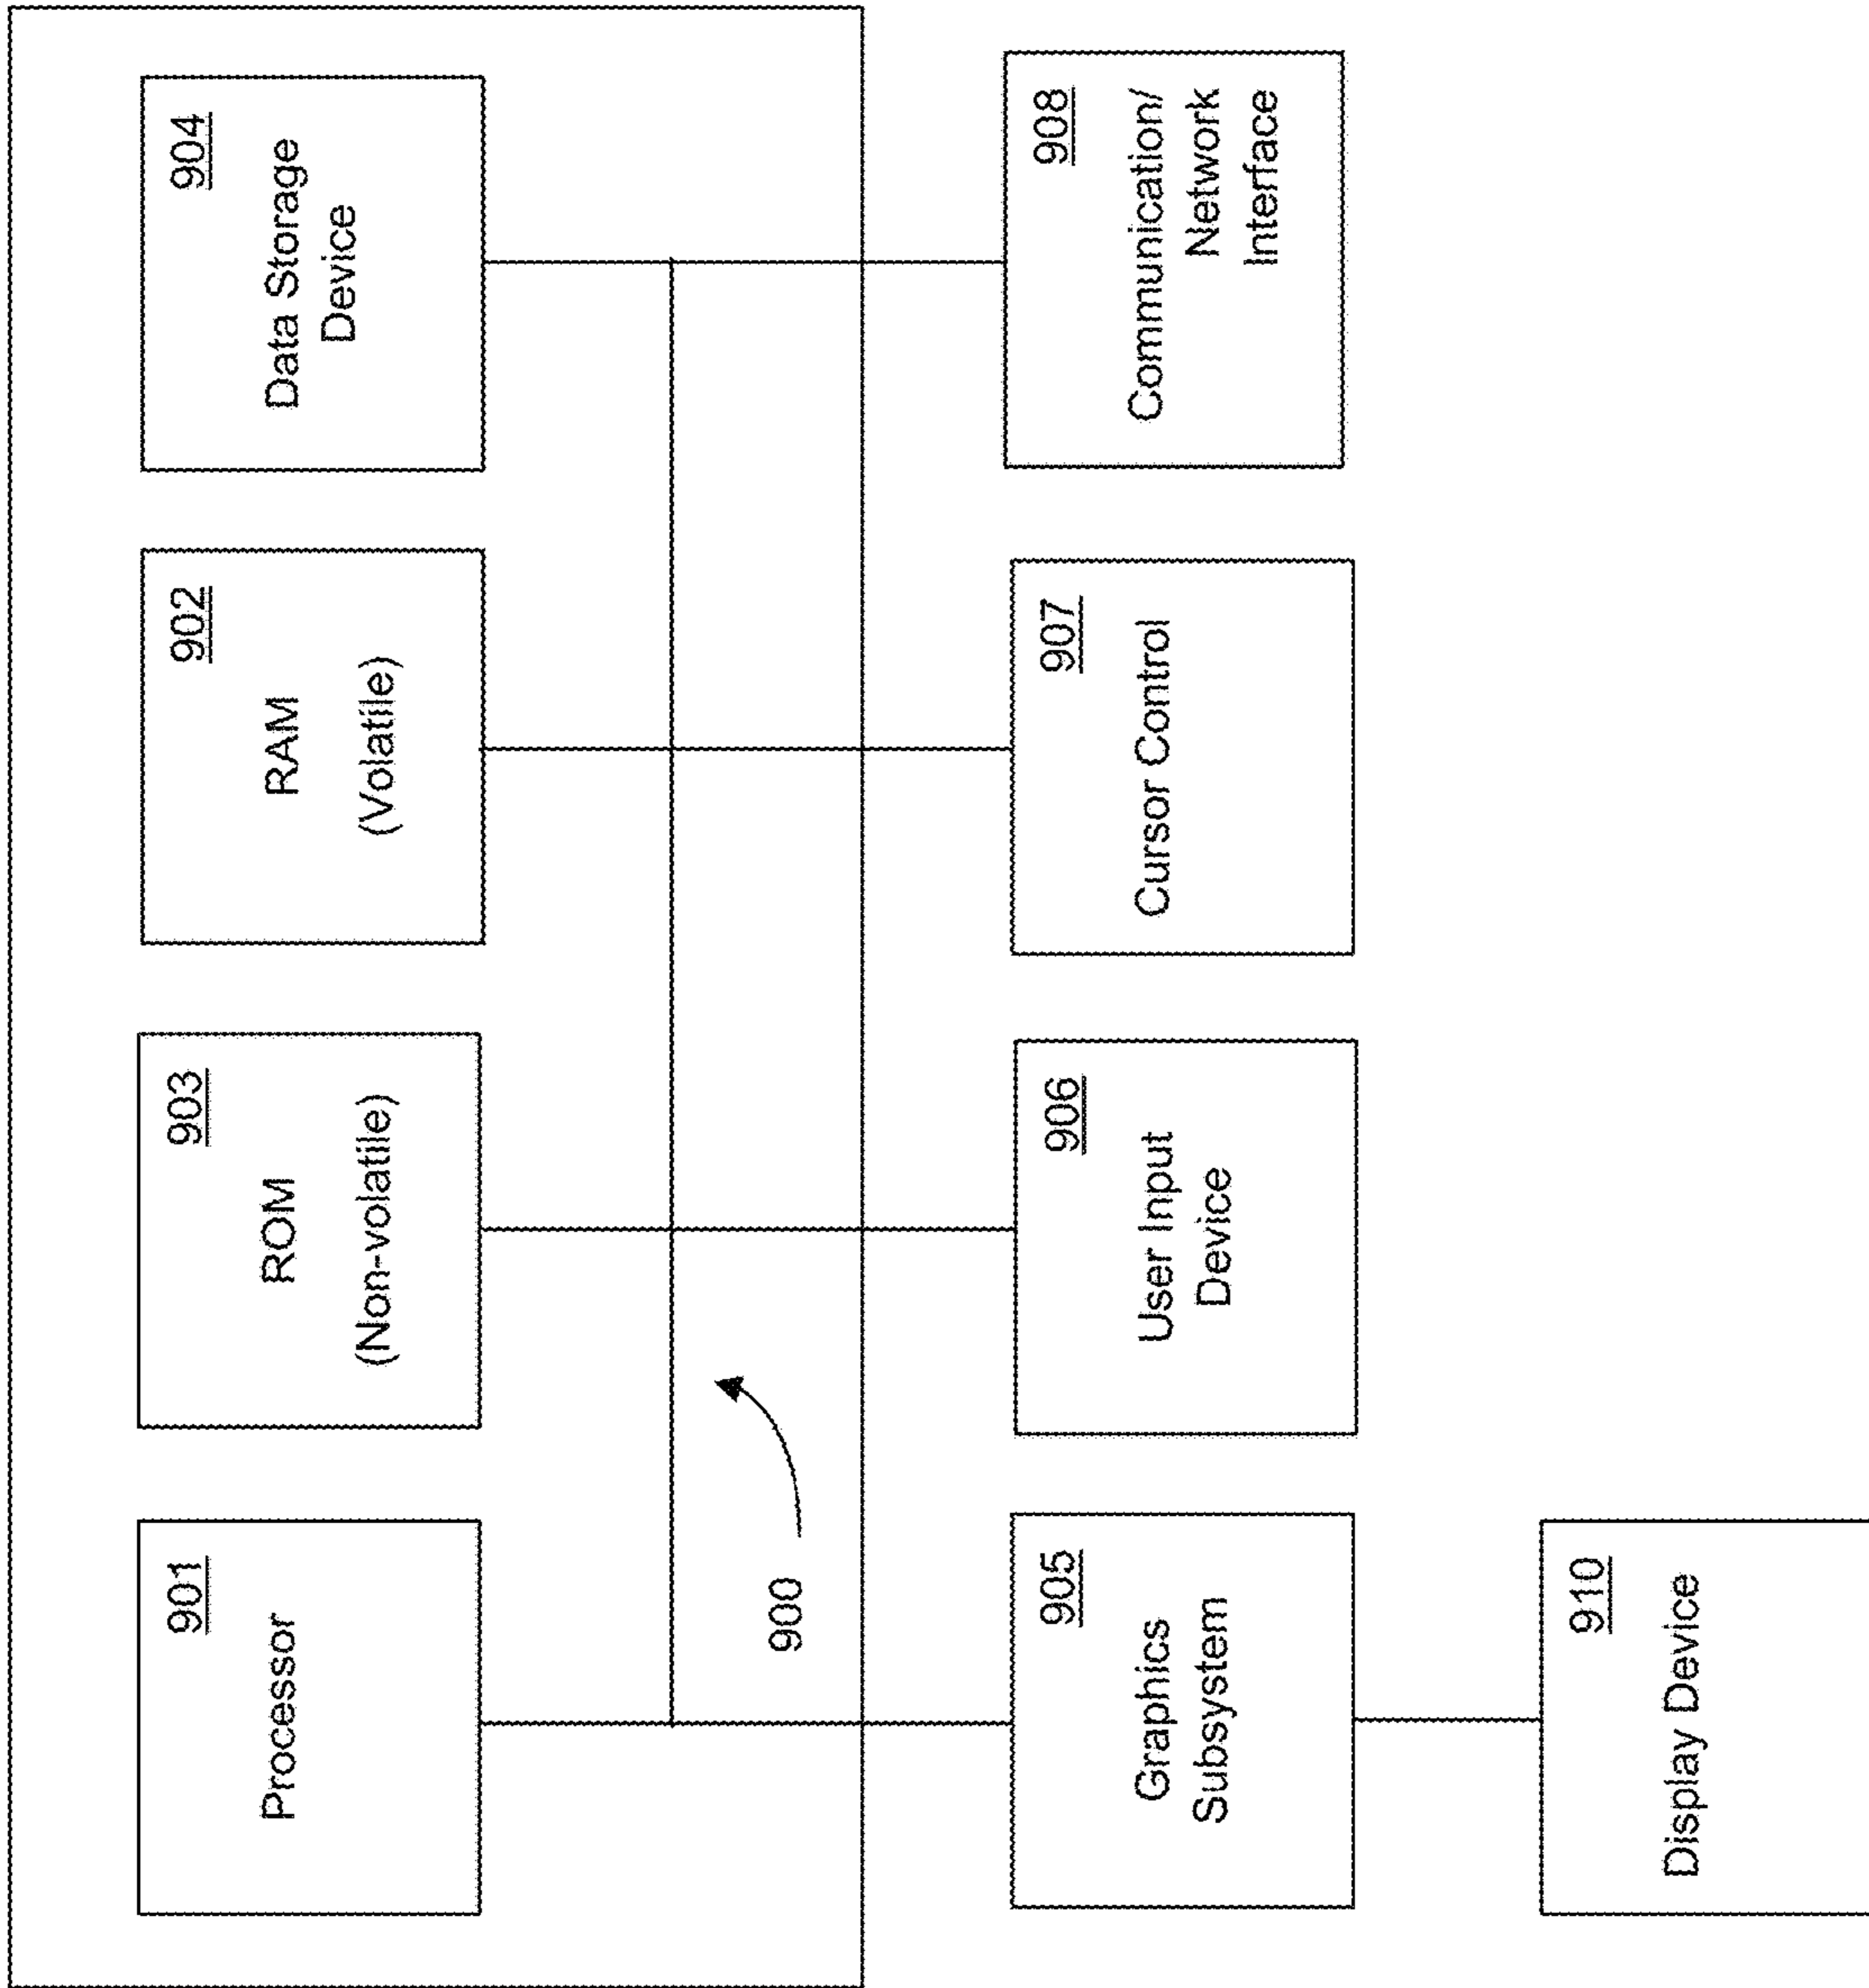 901
Processor
903
ROM
(Non-volatile)
902
RAM
(Volatile)
904
Data Storage
Device
900
905
Graphics
Subsystem
906
User Input
Device
907
Cursor Control
908
Communication/
Network
Interface
910
Display Device